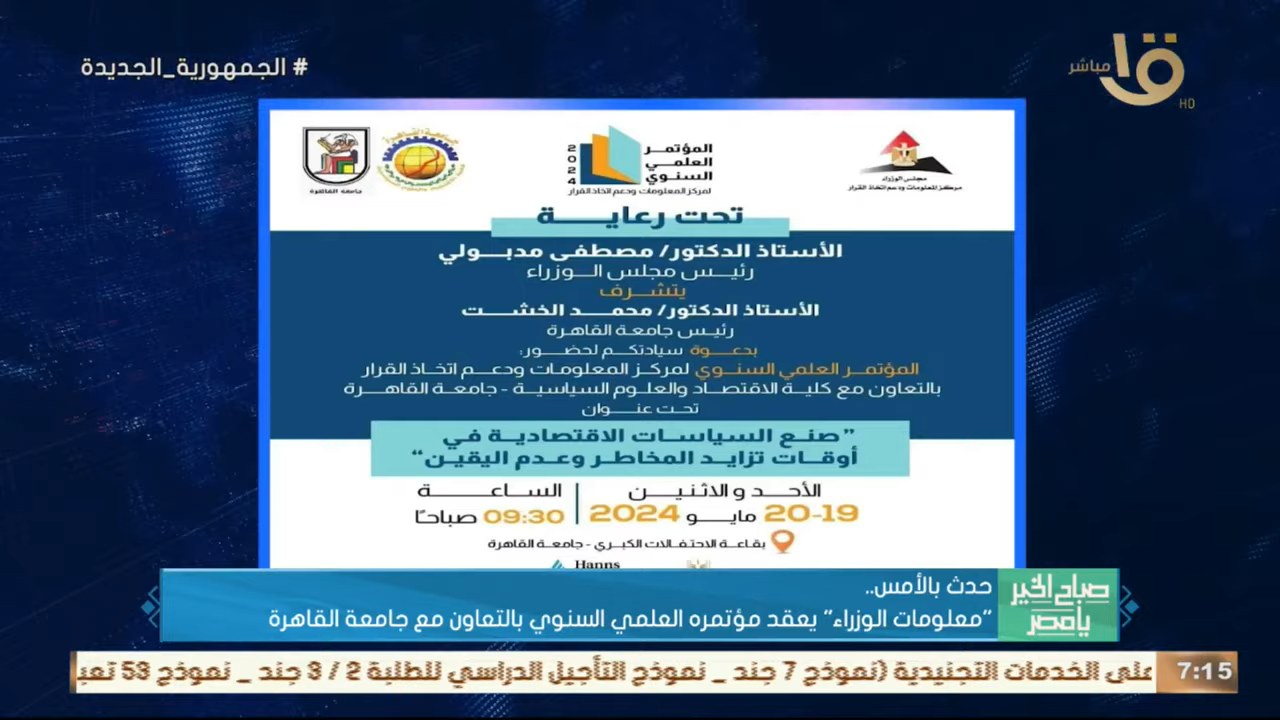 # الجمهورية_الجديدة
مباشر
HD
جامعة القاهرة
المؤتمر
العلمي
السنوي
2024
لمركز المعلومات ودعم اتخاذ القرار
مجلس الوزراء
مركز المعلومات ودعم اتخاذ القرار
تحت رعاية
الأستاذ الدكتور/ مصطفى مدبولي
رئيس مجلس الوزراء
يتشرف
الأستاذ الدكتور/ محمد الخشت
رئيس جامعة القاهرة
بدعوة سيادتكم لحضور:
المؤتمر العلمي السنوي لمركز المعلومات ودعم اتخاذ القرار
بالتعاون مع كلية الاقتصاد والعلوم السياسية - جامعة القاهرة
تحت عنوان
"صنع السياسات الاقتصادية في
أوقات تزايد المخاطر وعدم اليقين"
الأحد والاثنين
19-20 مايو 2024
الساعة
09:30 صباحًا
بقاعة الاحتفالات الكبرى - جامعة القاهرة
Hanns
صباح الخير
يا مصر
حدث بالأمس..
"معلومات الوزراء" يعقد مؤتمره العلمي السنوي بالتعاون مع جامعة القاهرة
7:15
على الخدمات التجنيدية (نموذج 7 جند _ نموذج التأجيل الدراسي للطلبة 2 / 3 جند _ نموذج 53